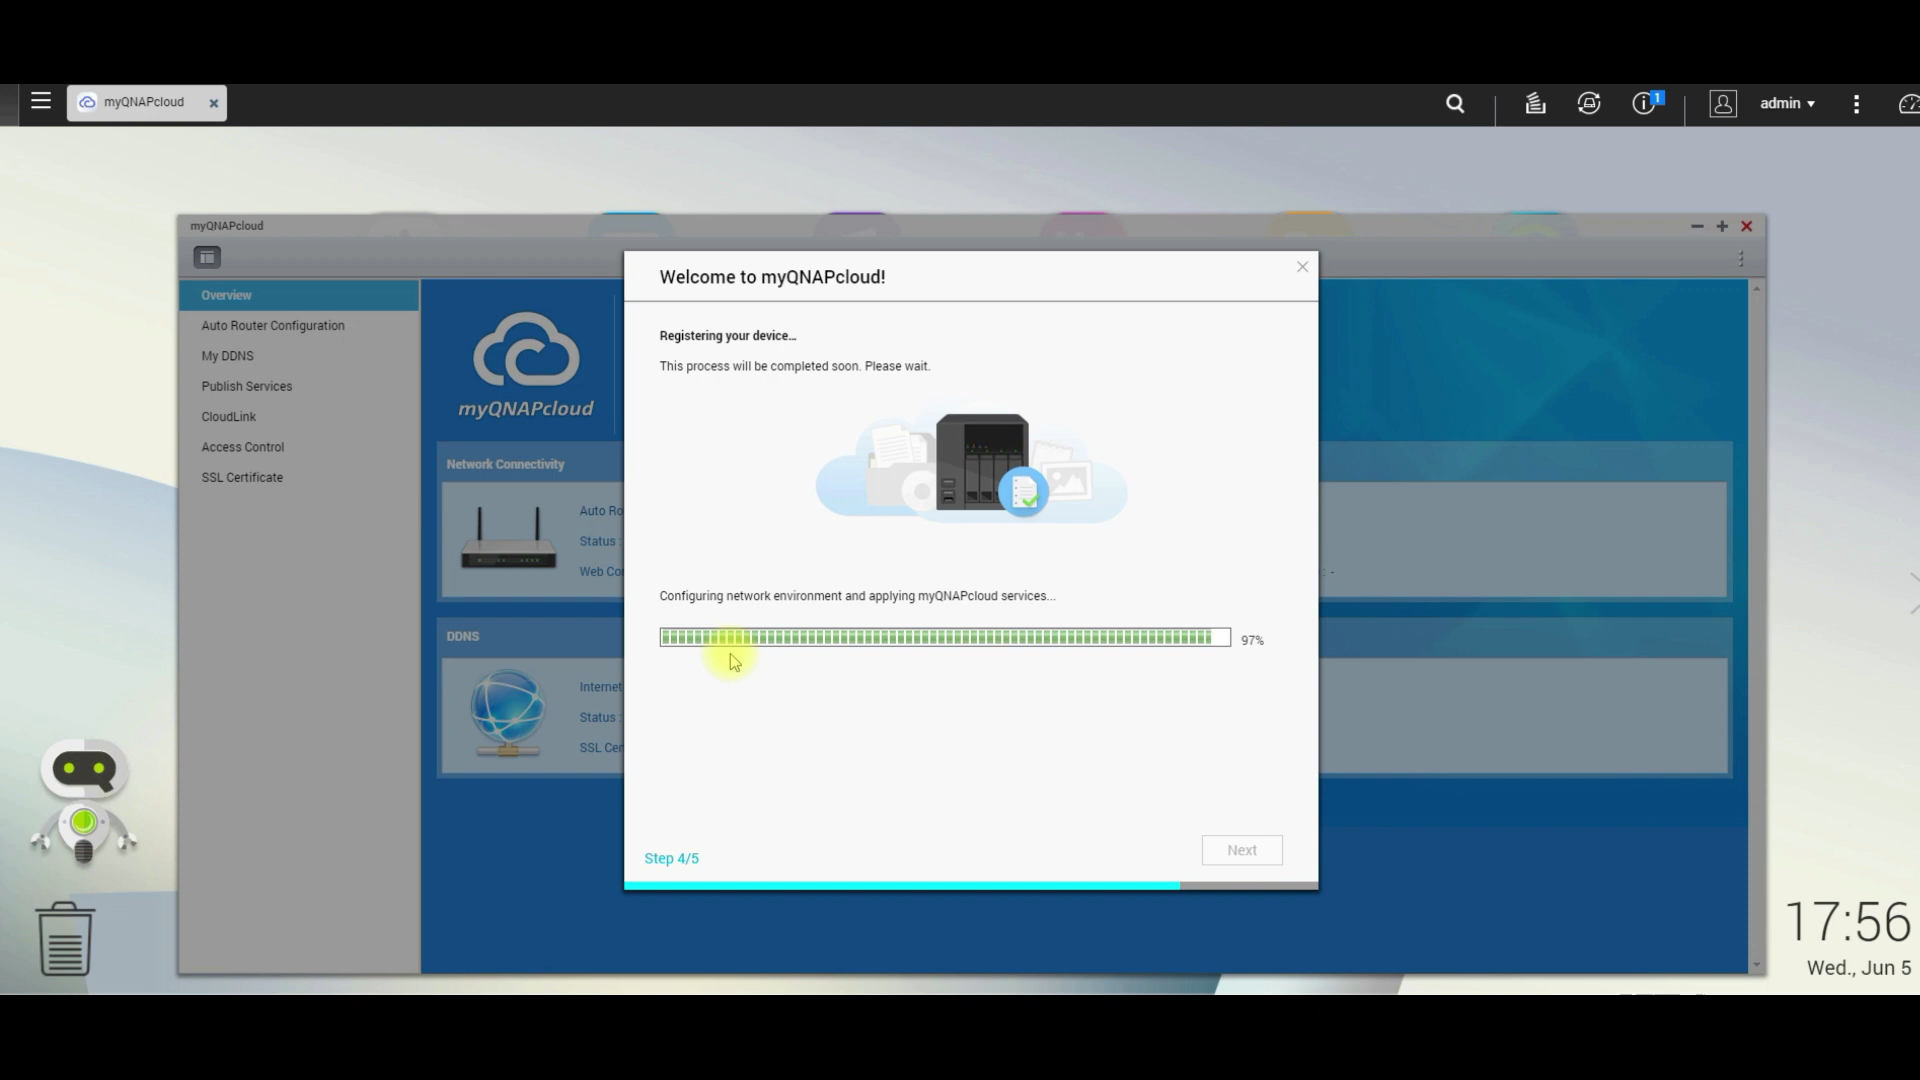 myQNAPcloud
1
admin
myQNAPcloud
Overview
Auto Router Configuration
My DDNS
Publish Services
CloudLink
Access Control
SSL Certificate
myQNAPcloud
Network Connectivity
Auto Ro
Status :
Web Co
: -
DDNS
Internet
Status :
SSL Cer
Welcome to myQNAPcloud!
Registering your device...
This process will be completed soon. Please wait.
Configuring network environment and applying myQNAPcloud services...
97%
Step 4/5
Next
17:56
Wed., Jun 5